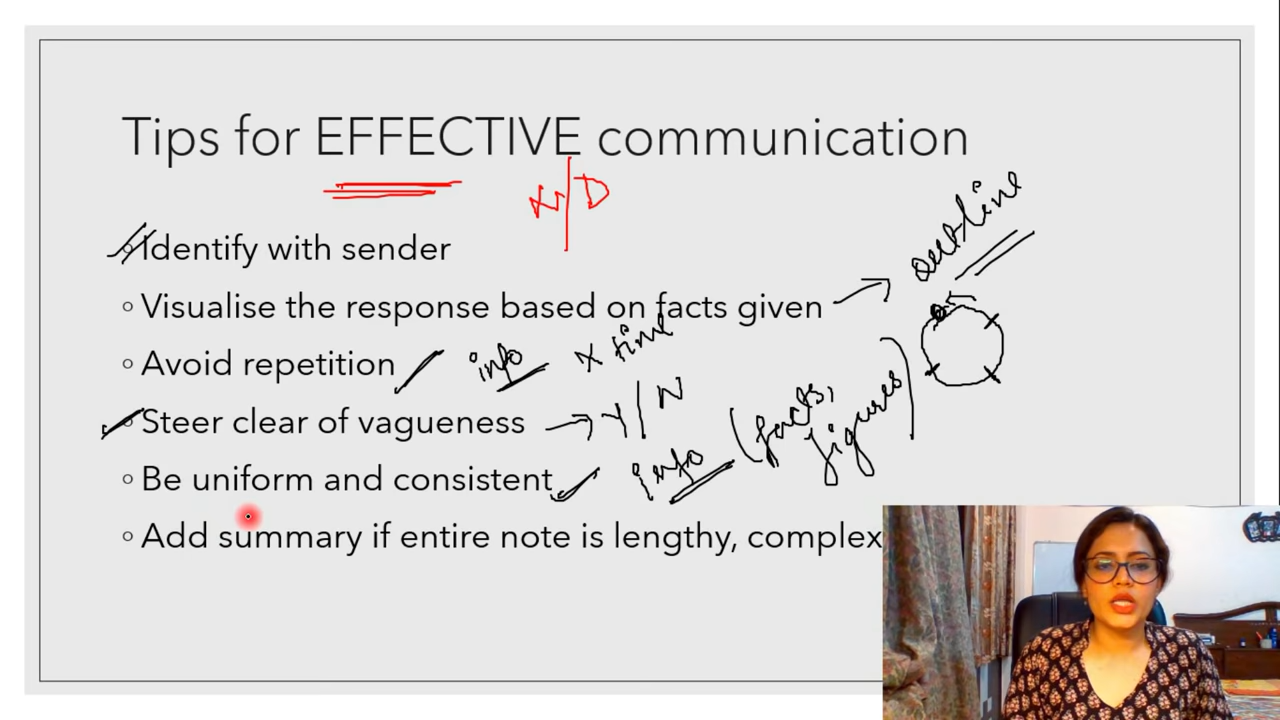 Tips for EFFECTIVE communication
N/D
Identify with sender
outline
Visualise the response based on facts given →
Avoid repetition info x time
Steer clear of vagueness → Y/N
(facts, figures)
Be uniform and consistent info
Add summary if entire note is lengthy, complex